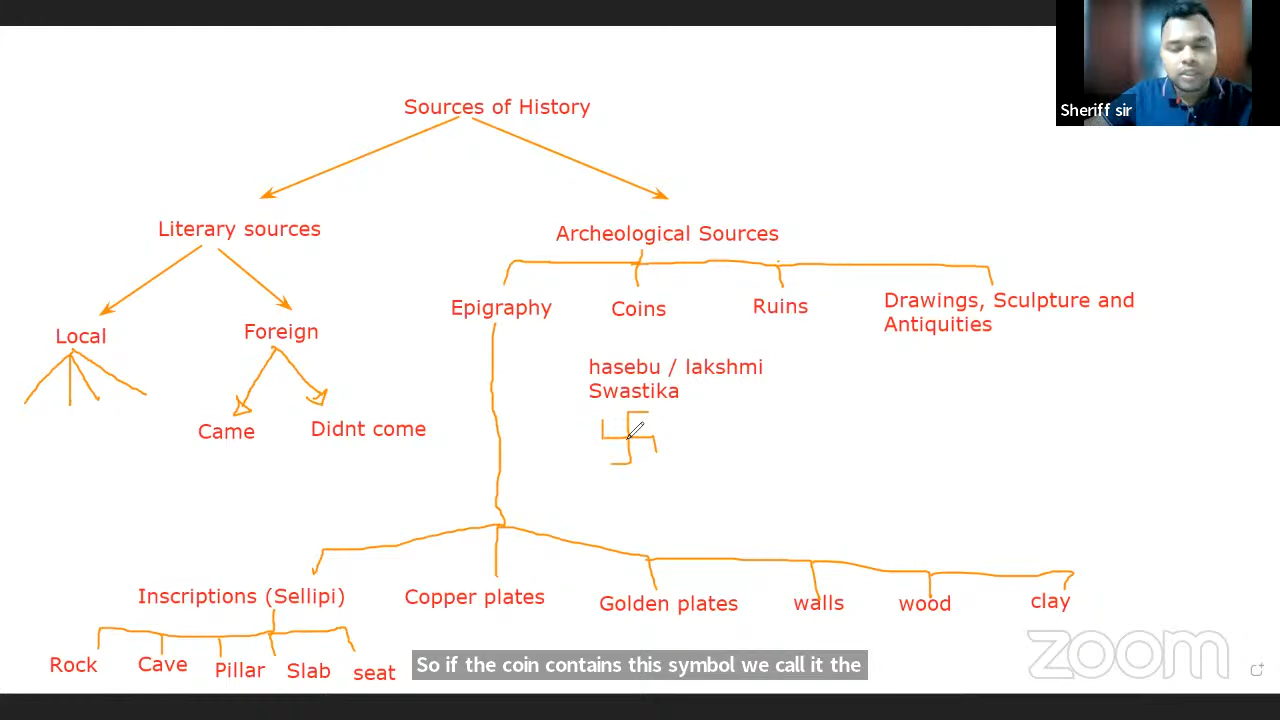 Sheriff sir
Sources of History
Literary sources
Archeological Sources
Local
Foreign
Epigraphy
Coins
Ruins
Drawings, Sculpture and
Antiquities
hasebu / lakshmi
Swastika
Came
Didnt come
Inscriptions (Sellipi)
Copper plates
Golden plates
walls
wood
clay
Rock
Cave
Pillar
Slab
seat
So if the coin contains this symbol we call it the
zoom